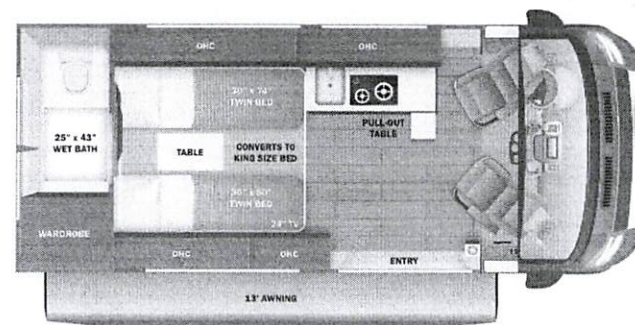 OHC
OHC
TWIN BED
25" x 43"
WET BATH
PULL-OUT
TABLE
TABLE
CONVERTS TO
KING SIZE BED
TWIN BED
24" TV
WARDROBE
OHC
OHC
ENTRY
13' AWNING